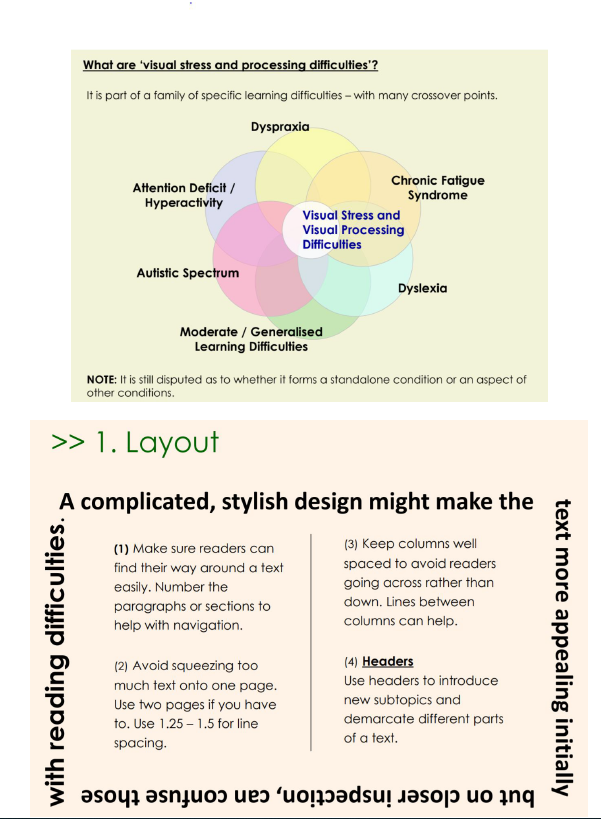 What are ‘visual stress and processing difficulties’?
It is part of a family of specific learning difficulties – with many crossover points.
Dyspraxia
Attention Deficit /
Hyperactivity
Chronic Fatigue
Syndrome
Visual Stress and
Visual Processing
Difficulties
Autistic Spectrum
Dyslexia
Moderate / Generalised
Learning Difficulties
NOTE: It is still disputed as to whether it forms a standalone condition or an aspect of
other conditions.
>> 1. Layout
A complicated, stylish design might make the
text more appealing initially
but on closer inspection, can confuse those
with reading difficulties.
(1) Make sure readers can
find their way around a text
easily. Number the
paragraphs or sections to
help with navigation.
(2) Avoid squeezing too
much text onto one page.
Use two pages if you have
to. Use 1.25 – 1.5 for line
spacing.
(3) Keep columns well
spaced to avoid readers
going across rather than
down. Lines between
columns can help.
(4) Headers
Use headers to introduce
new subtopics and
demarcate different parts
of a text.